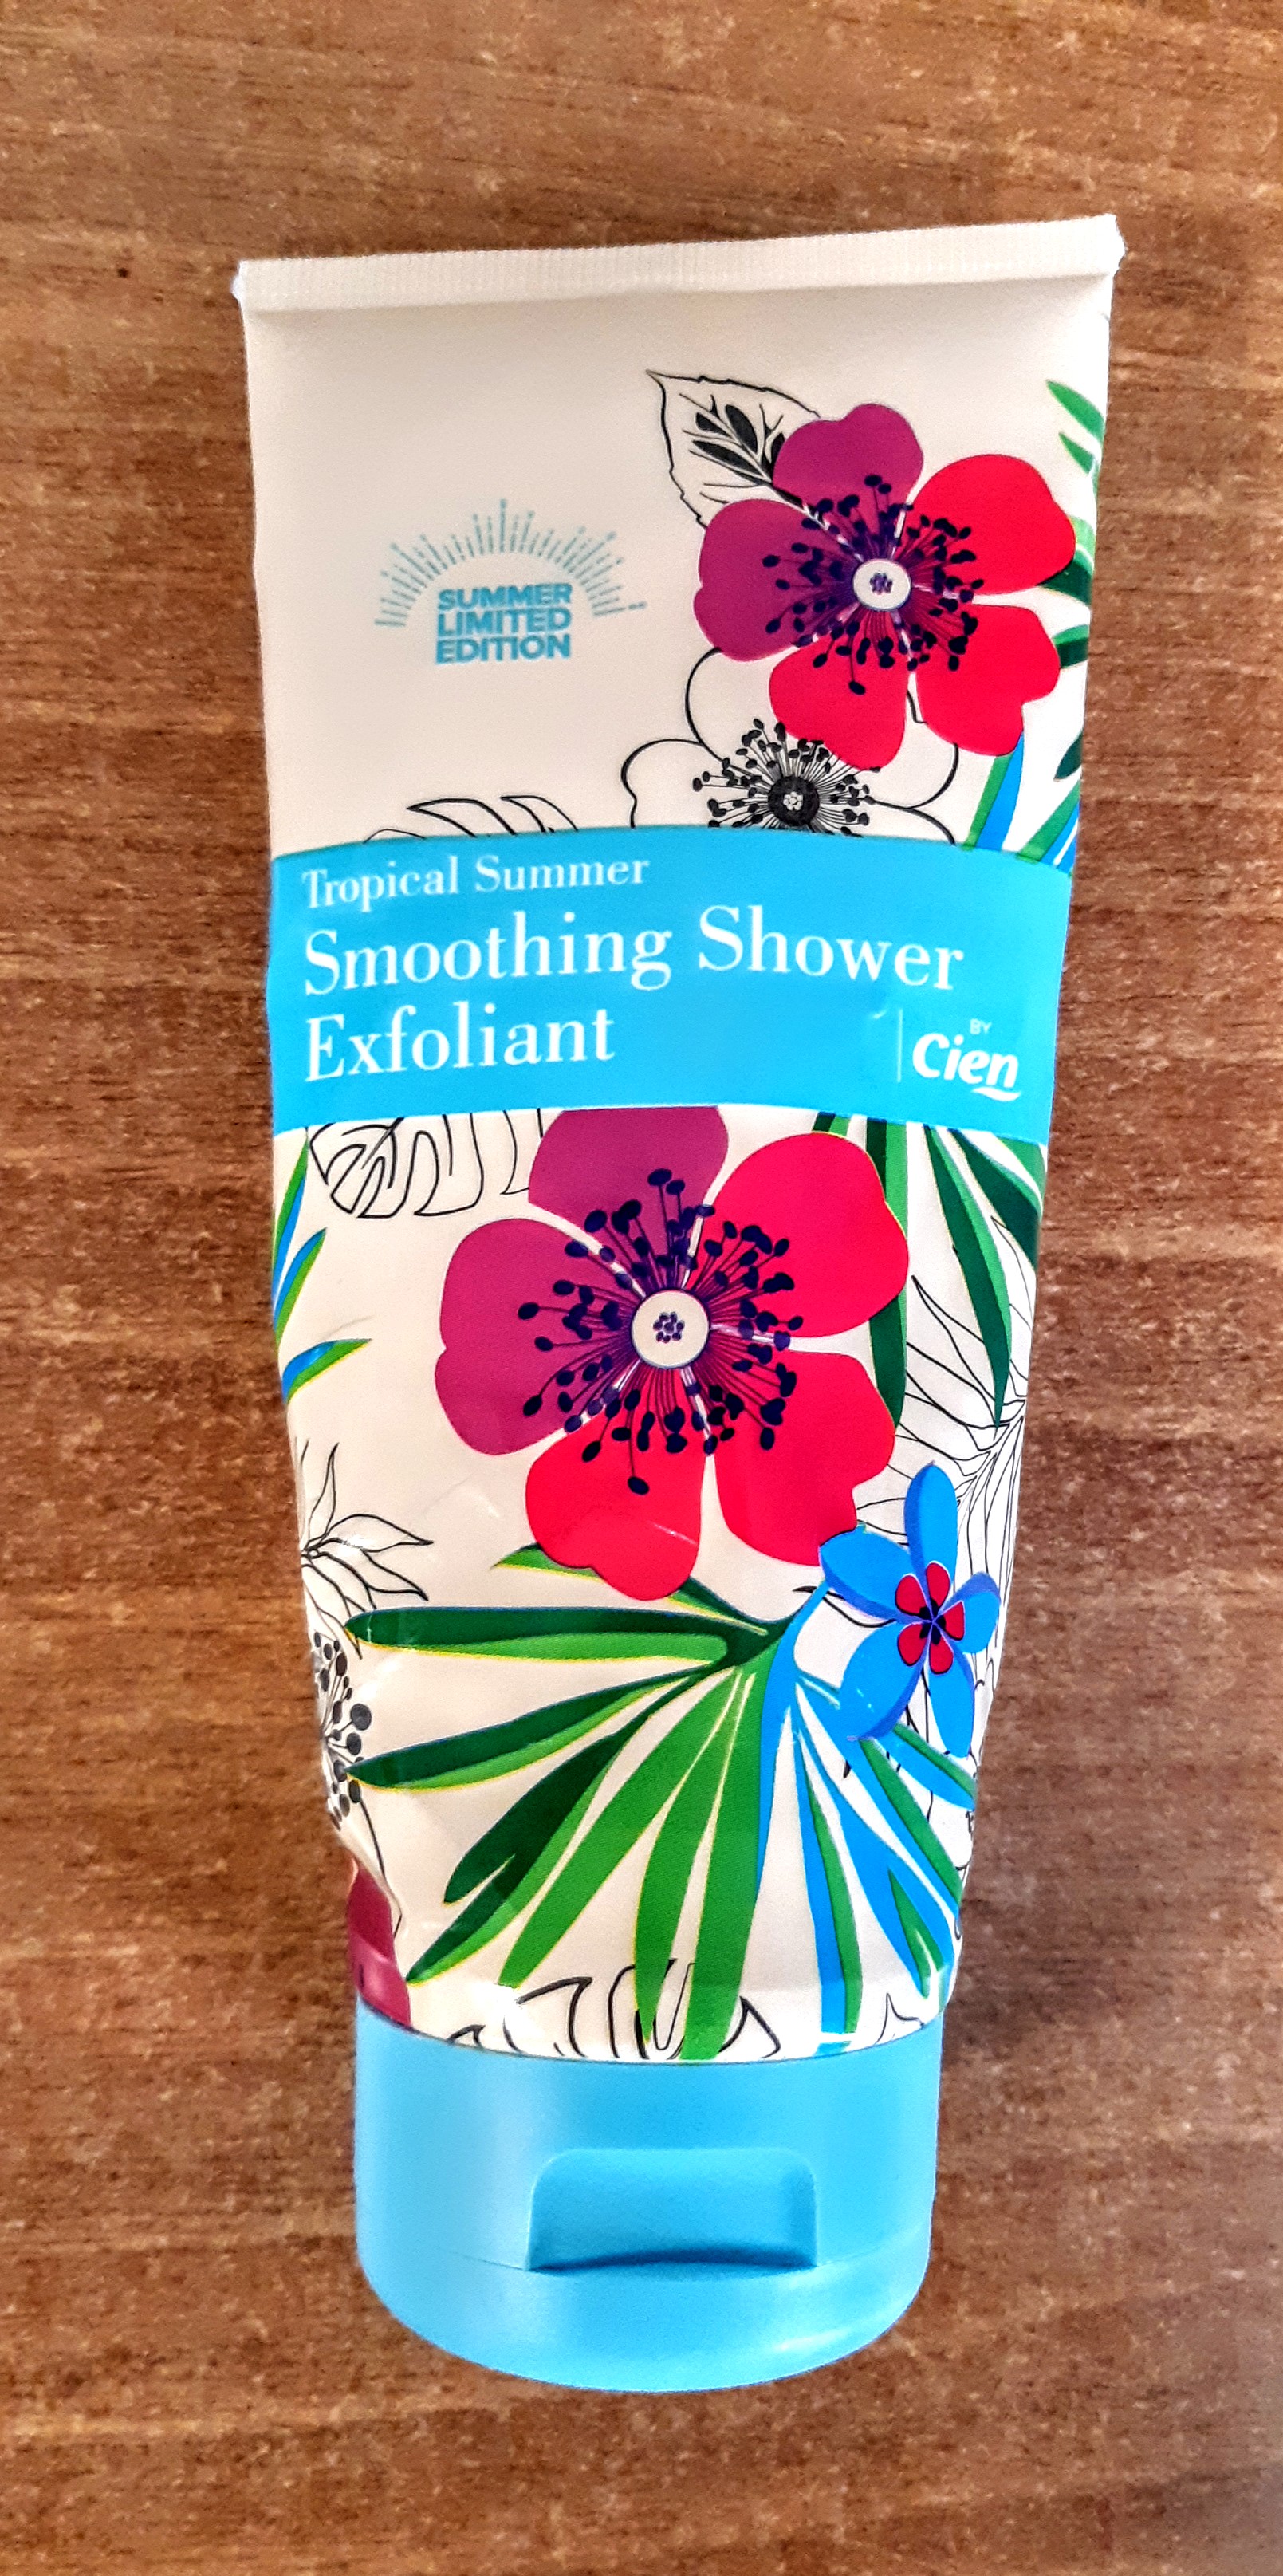 SUMMER
LIMITED
EDITION
Tropical Summer
Smoothing Shower
Exfoliant
BY
Cien